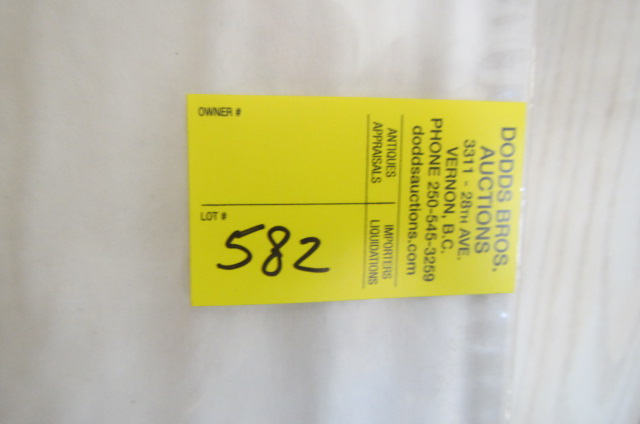 DODDS BROS.
AUCTIONS
3311 - 28TH AVE.
VERNON, B.C.
PHONE 250-545-3259
doddsauctions.com
ANTIQUES
APPRAISALS
IMPORTERS
LIQUIDATIONS
OWNER #
LOT #
582